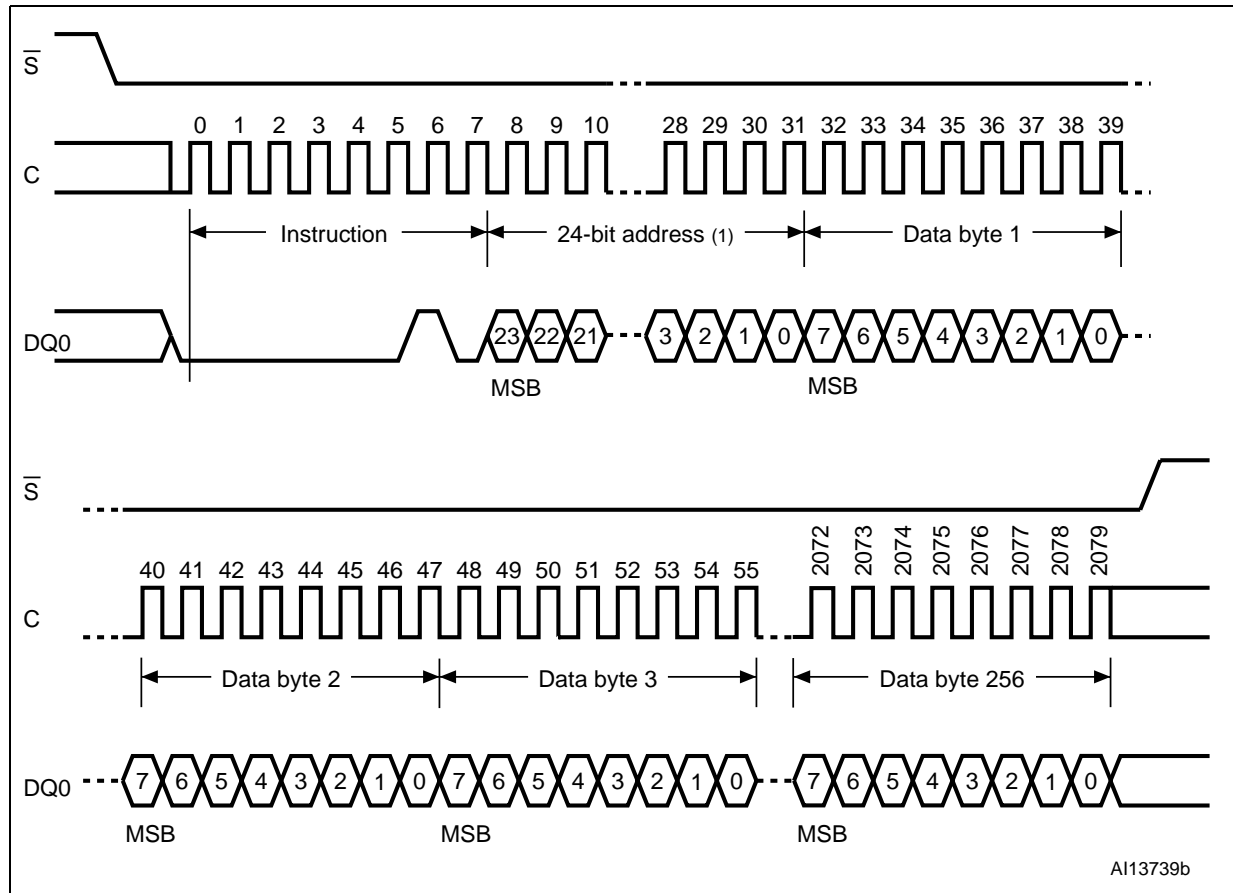 S
0 1 2 3 4 5 6 7 8 9 10 28 29 30 31 32 33 34 35 36 37 38 39
C
Instruction 24-bit address (1) Data byte 1
DQ0 23 22 21 3 2 1 0 7 6 5 4 3 2 1 0
MSB MSB
S
2072 2073 2074 2075 2076 2077 2078 2079
40 41 42 43 44 45 46 47 48 49 50 51 52 53 54 55
C
Data byte 2 Data byte 3 Data byte 256
DQ0 7 6 5 4 3 2 1 0 7 6 5 4 3 2 1 0 7 6 5 4 3 2 1 0
MSB MSB MSB
AI13739b